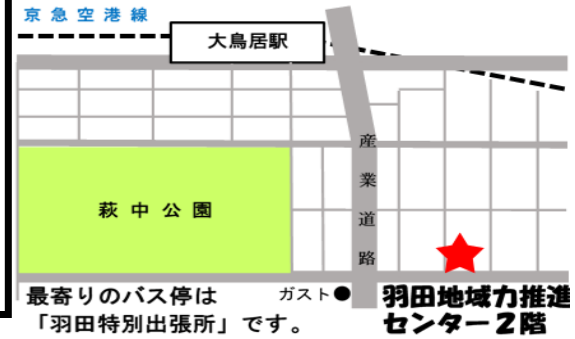 京急空港線
大鳥居駅
産業道路
萩中公園
ガスト●
羽田地域力推進
センター2階
最寄りのバス停は
「羽田特別出張所」です。